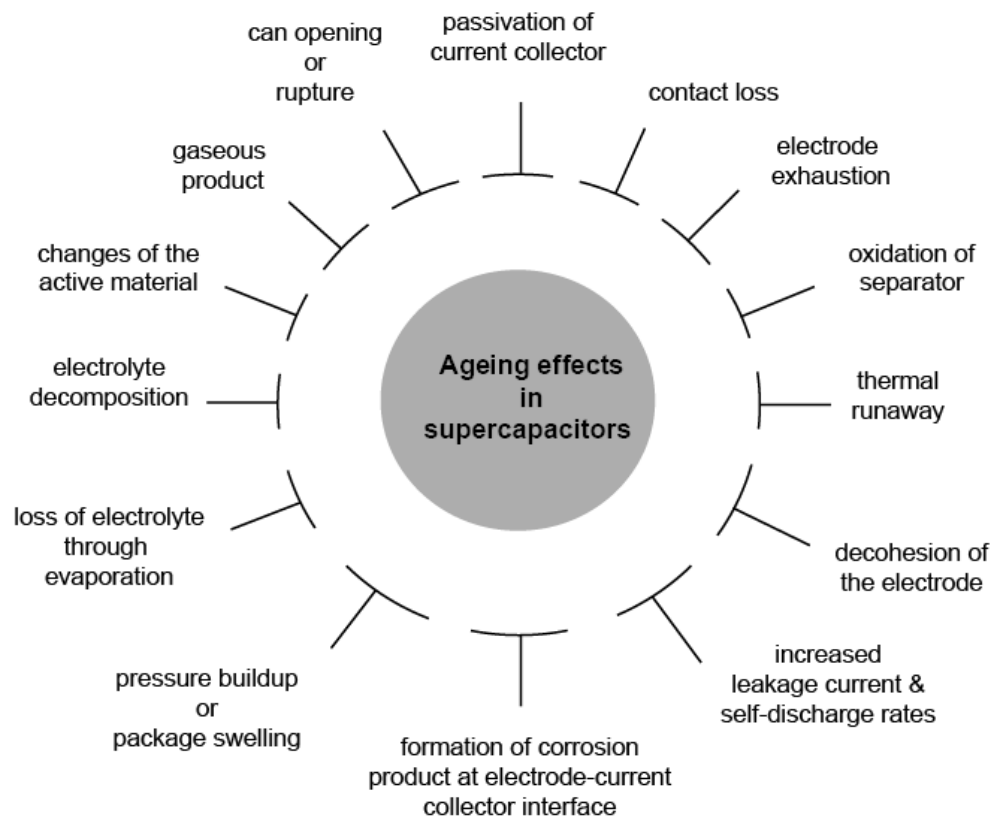 passivation of
current collector
contact loss
electrode
exhaustion
oxidation of
separator
thermal
runaway
decohesion of
the electrode
increased
leakage current &
self-discharge rates
formation of corrosion
product at electrode-current
collector interface
pressure buildup
or
package swelling
loss of electrolyte
through
evaporation
electrolyte
decomposition
changes of the
active material
gaseous
product
can opening
or
rupture
Ageing effects
in
supercapacitors